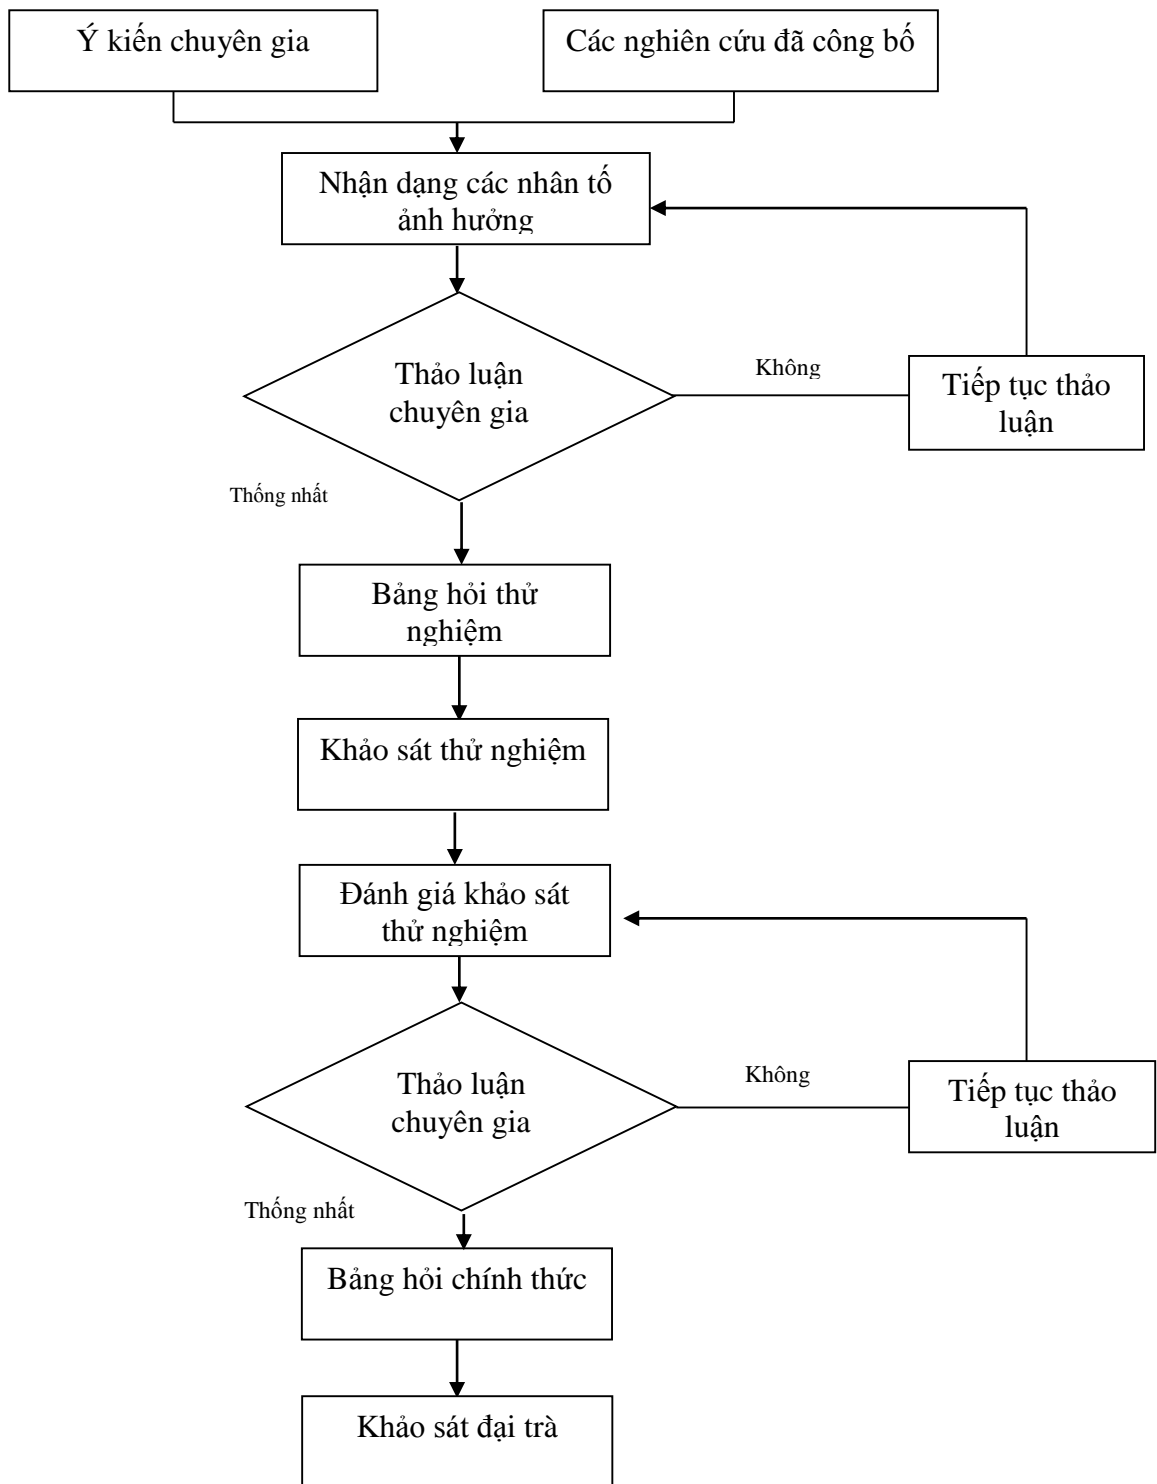 Ý kiến chuyên gia
Các nghiên cứu đã công bố
Nhận dạng các nhân tố
ảnh hưởng
Thảo luận
chuyên gia
Không
Tiếp tục thảo
luận
Thống nhất
Bảng hỏi thử
nghiệm
Khảo sát thử nghiệm
Đánh giá khảo sát
thử nghiệm
Thảo luận
chuyên gia
Không
Tiếp tục thảo
luận
Thống nhất
Bảng hỏi chính thức
Khảo sát đại trà